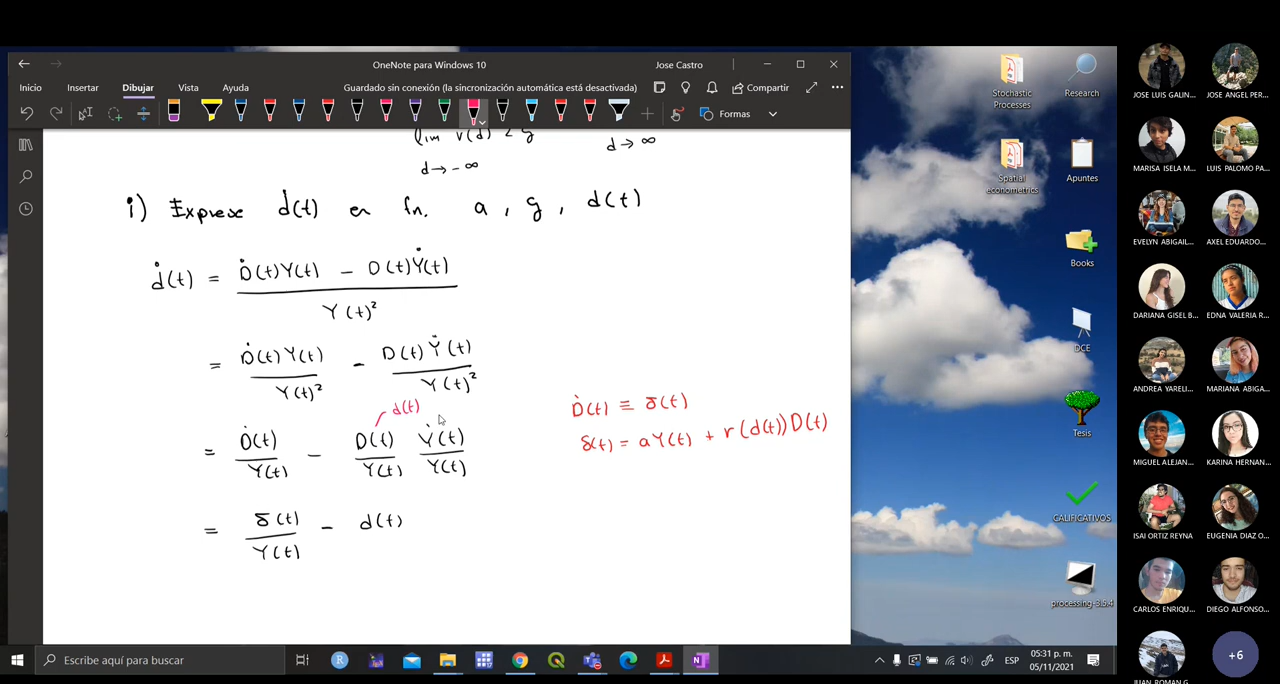 OneNote para Windows 10
Jose Castro
Inicio Insertar Dibujar Vista Ayuda
Guardado sin conexión (la sincronización automática está desactivada)
Compartir
Formas
lim r(d) < g
d → -∞
d → ∞
i) Exprese ḋ(t) en fn. a, g, d(t)
ḋ(t) = Ḋ(t)Y(t) - D(t)Ẏ(t) / Y(t)²
= Ḋ(t)Y(t) / Y(t)² - D(t)Ẏ(t) / Y(t)²
d(t)
= Ḋ(t) / Y(t) - D(t) / Y(t) Ẏ(t) / Y(t)
= δ(t) / Y(t) - d(t)
Ḋ(t) ≡ δ(t)
δ(t) = aY(t) + r(d(t))D(t)
Stochastic Processes
Research
Spatial econometrics
Apuntes
Books
DCE
Tesis
CALIFICATIVOS
processing-3.5.4
JOSE LUIS GALIN...
JOSE ANGEL PER...
MARISA ISELA M...
LUIS PALOMO PA...
EVELYN ABIGAIL...
AXEL EDUARDO...
DARIANA GISEL B...
EDNA VALERIA R...
ANDREA YARELI...
MARIANA ABIGA...
MIGUEL ALEJAN...
KARINA HERNAN...
ISAI ORTIZ REYNA
EUGENIA DIAZ O...
CARLOS ENRIQU...
DIEGO ALFONSO...
JUAN ROMAN G...
+6
Escribe aquí para buscar
ESP
05:31 p. m.
05/11/2021